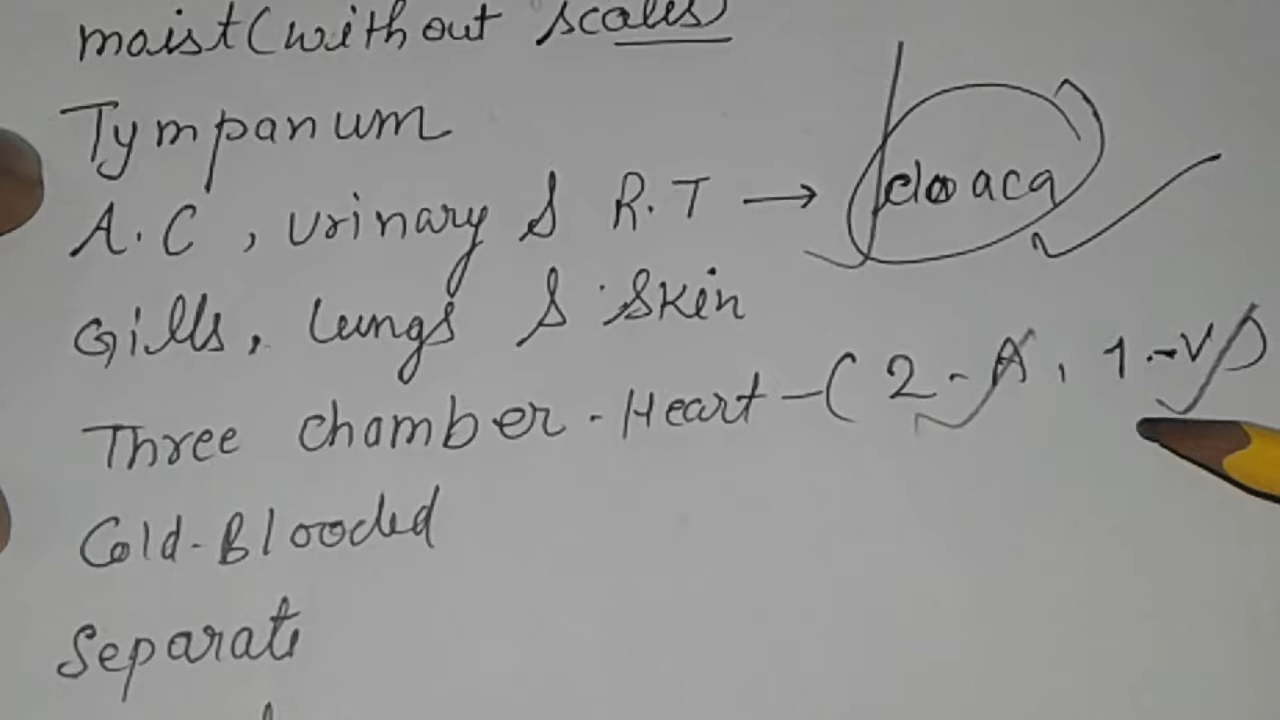 moist (without scales)
Tympanum
A.C, urinary & R.T → cloaca
Gills, lungs & skin
Three chamber - Heart - ( 2 - A, 1 - V)
Cold - Blooded
Separate